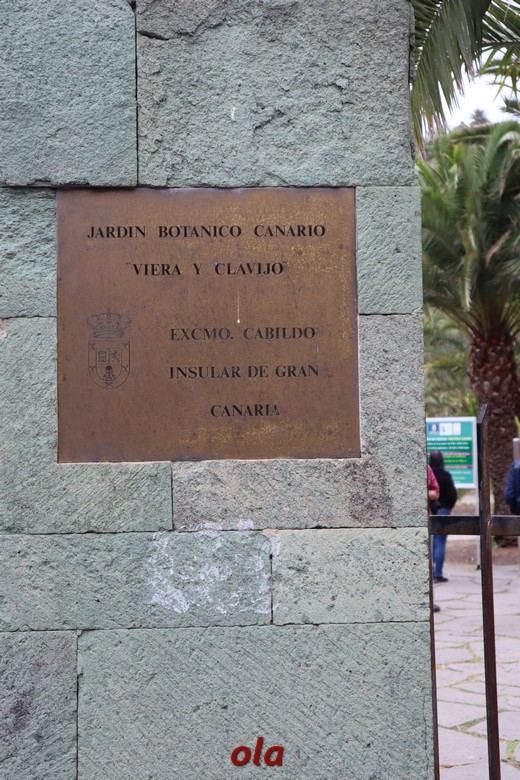 JARDIN BOTANICO CANARIO
"VIERA Y CLAVIJO"
EXCMO. CABILDO
INSULAR DE GRAN
CANARIA
ola